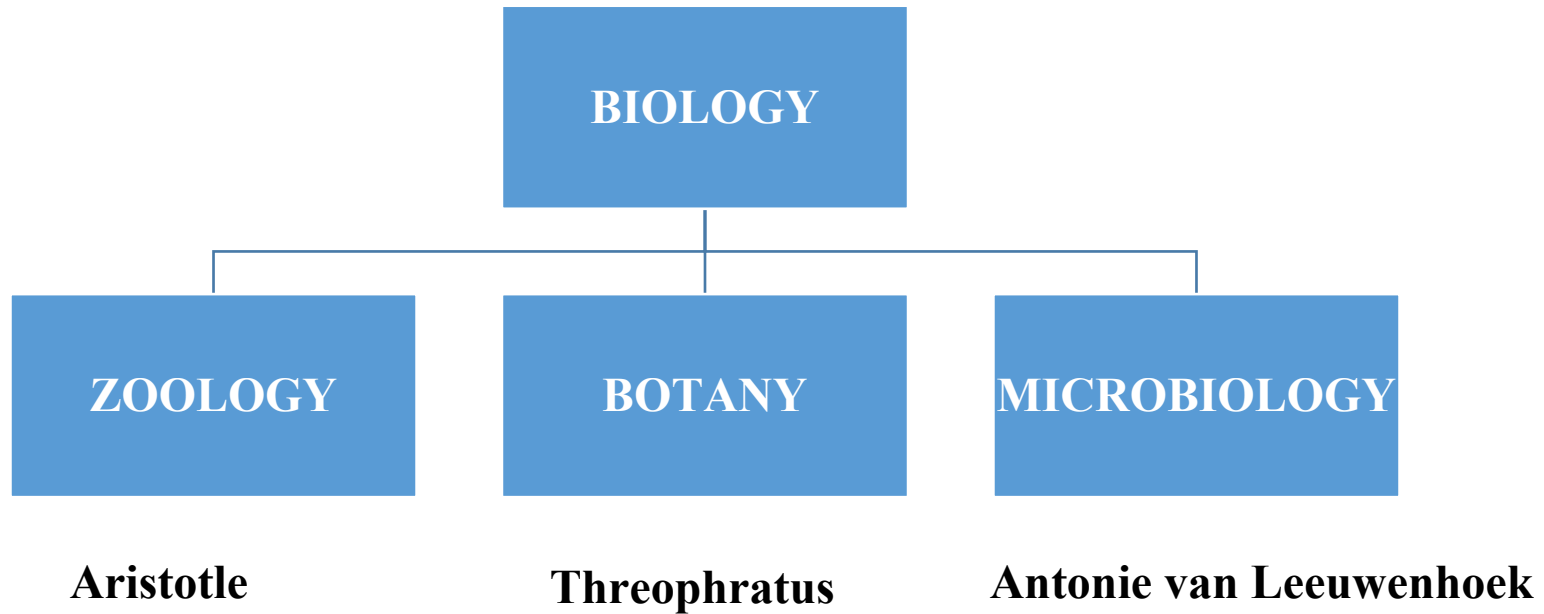 BIOLOGY
ZOOLOGY
BOTANY
MICROBIOLOGY
Aristotle
Threophratus
Antonie van Leeuwenhoek